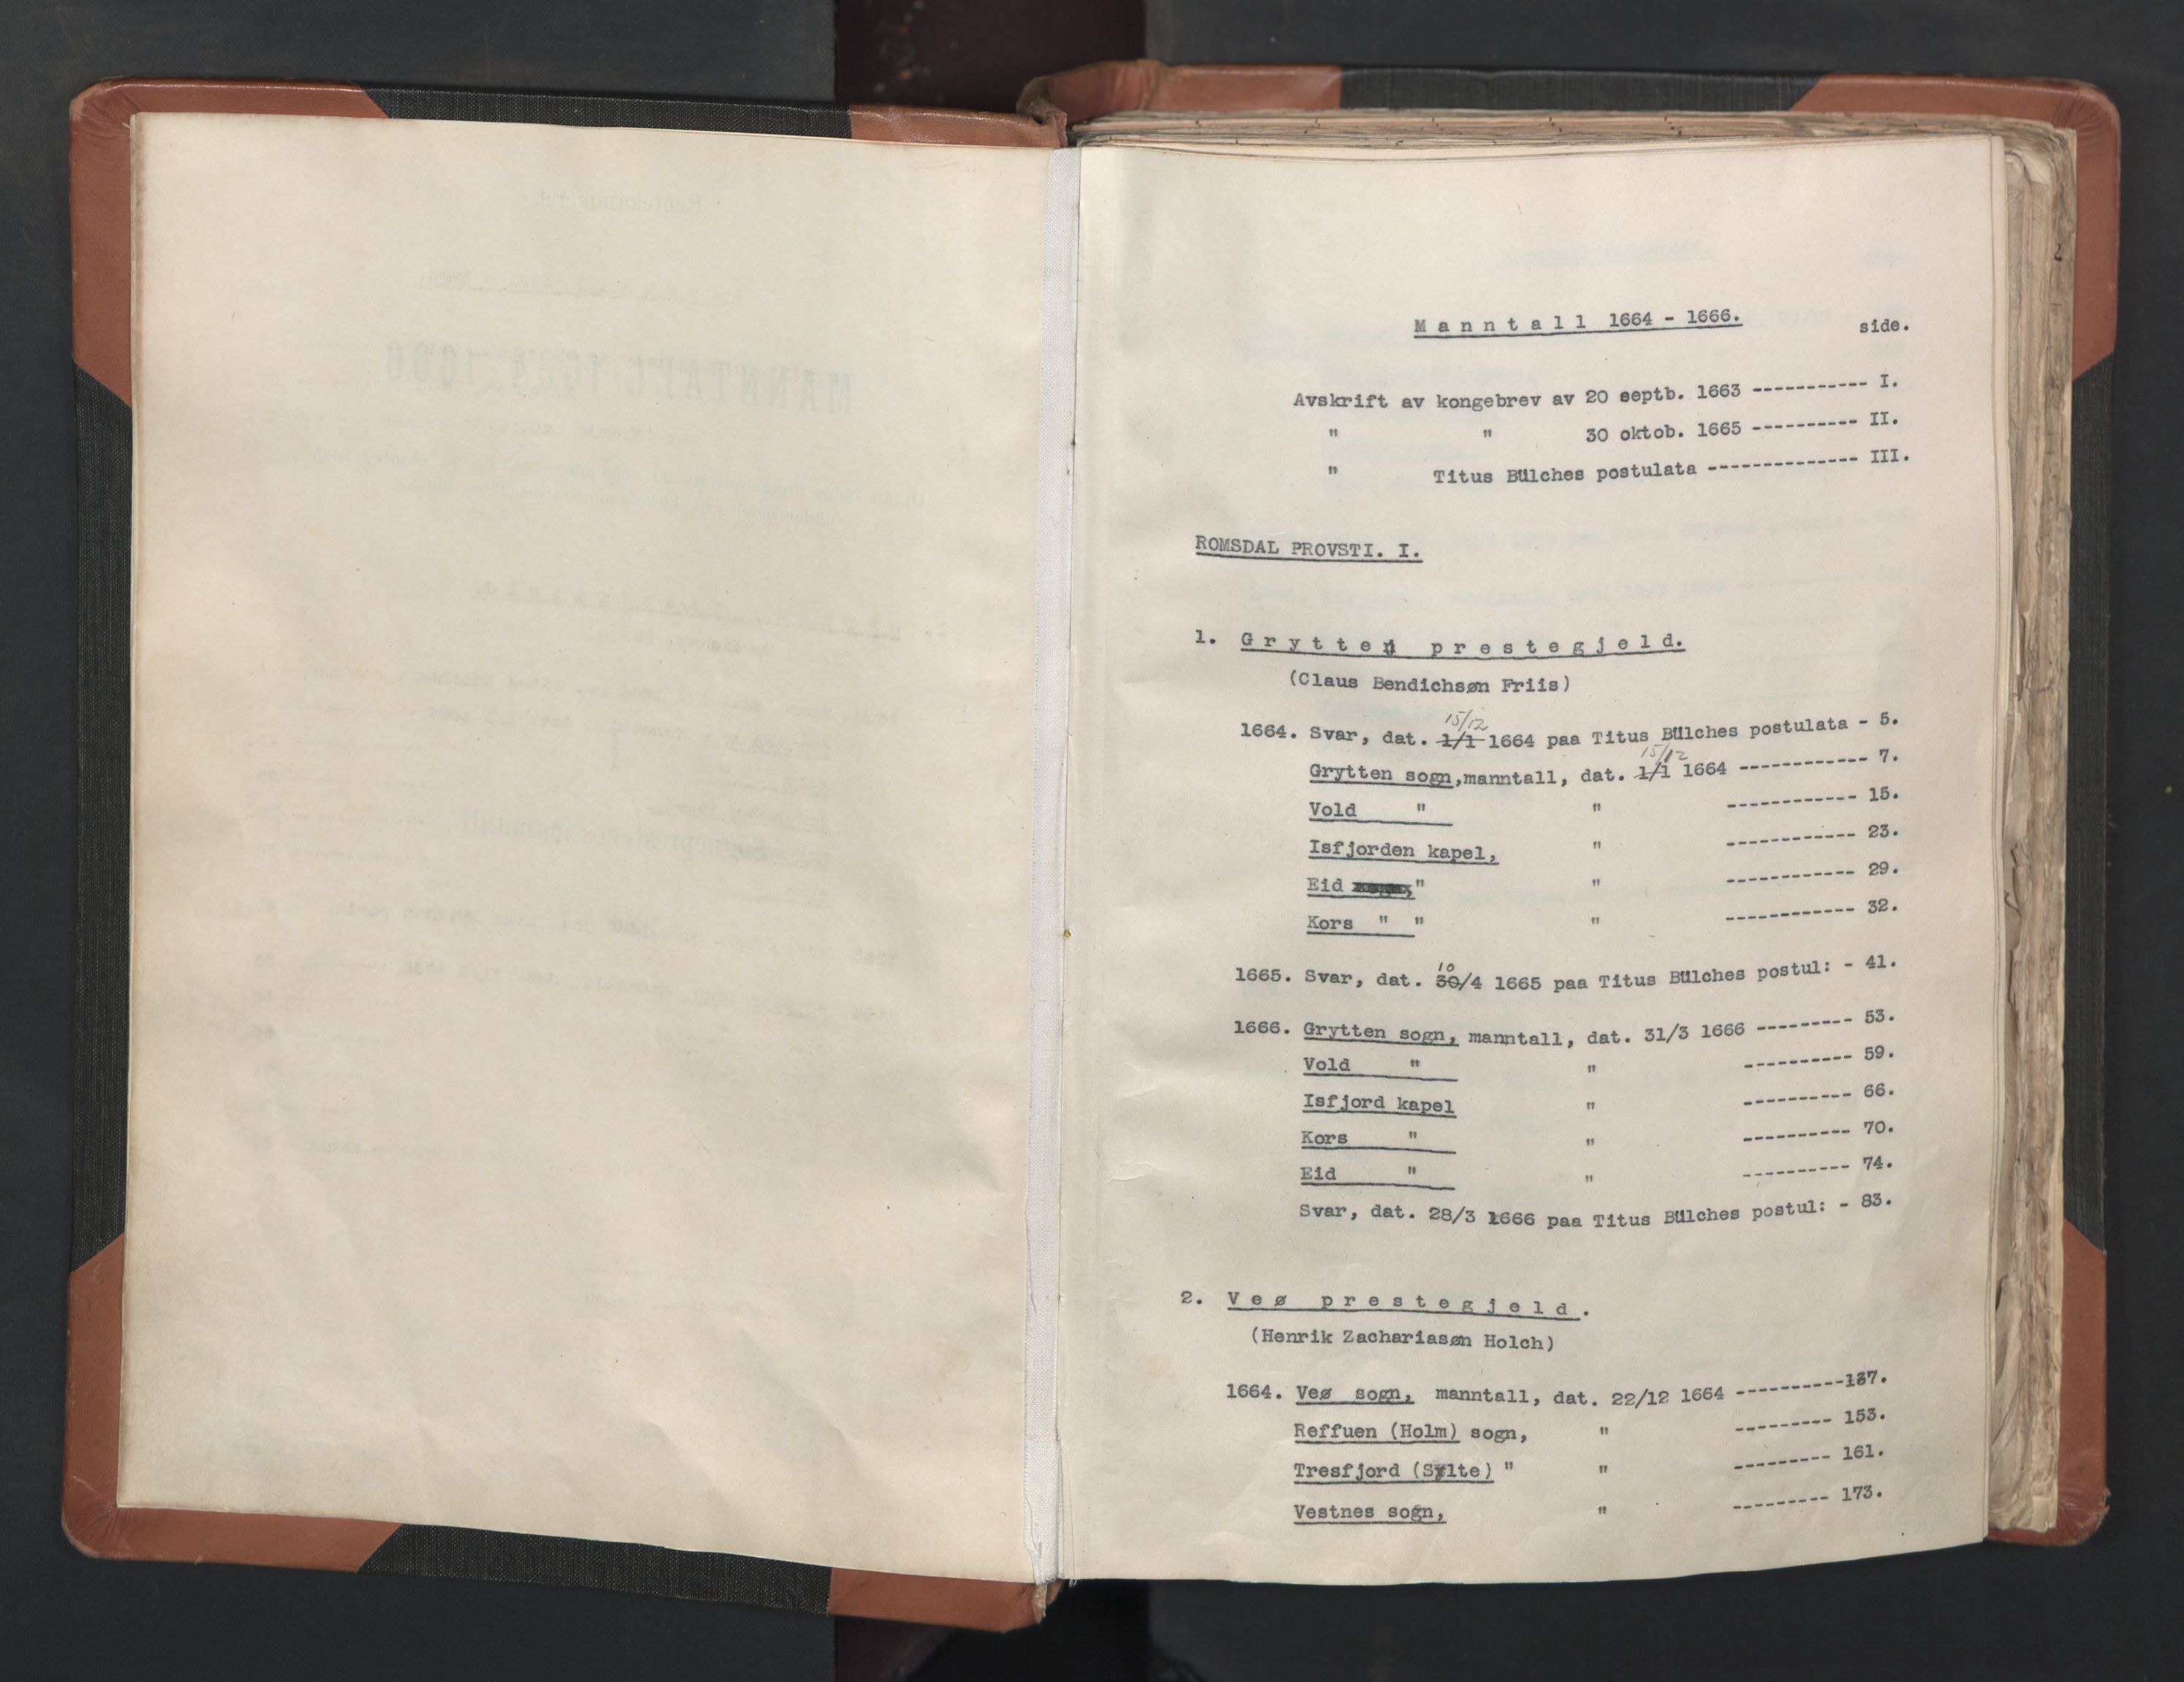 Manntall 1664 - 1666.
side.
Avskrift av kongebrev av 20 septb. 1663 ----------- I.
" " 30 oktob. 1665 ---------- II.
" Titus Bülches postulata -------------- III.
ROMSDAL PROVSTI. I.
1. Grytten prestegjeld.
(Claus Bendichsøn Friis)
15/12
1664. Svar, dat. 1/1 1664 paa Titus Bülches postulata - 5.
15/12
Grytten sogn,manntall, dat. 1/1 1664 ------------ 7.
Vold " " ------------ 15.
Isfjorden kapel, " ------------ 23.
Eid " " ------------ 29.
Kors " " " ------------ 32.
10
1665. Svar, dat. 30/4 1665 paa Titus Bülches postul: - 41.
1666. Grytten sogn, manntall, dat. 31/3 1666 --------- 53.
Vold " " ---------- 59.
Isfjord kapel " ---------- 66.
Kors " " ---------- 70.
Eid " " ---------- 74.
Svar, dat. 28/3 1666 paa Titus Bülches postul: - 83.
2. Veø prestegjeld.
(Henrik Zachariasøn Holch)
1664. Veø sogn, manntall, dat. 22/12 1664 ----------137.
Reffuen (Holm) sogn, " --------- 153.
Tresfjord (Sylte) " " --------- 161.
Vestnes sogn, " --------- 173.